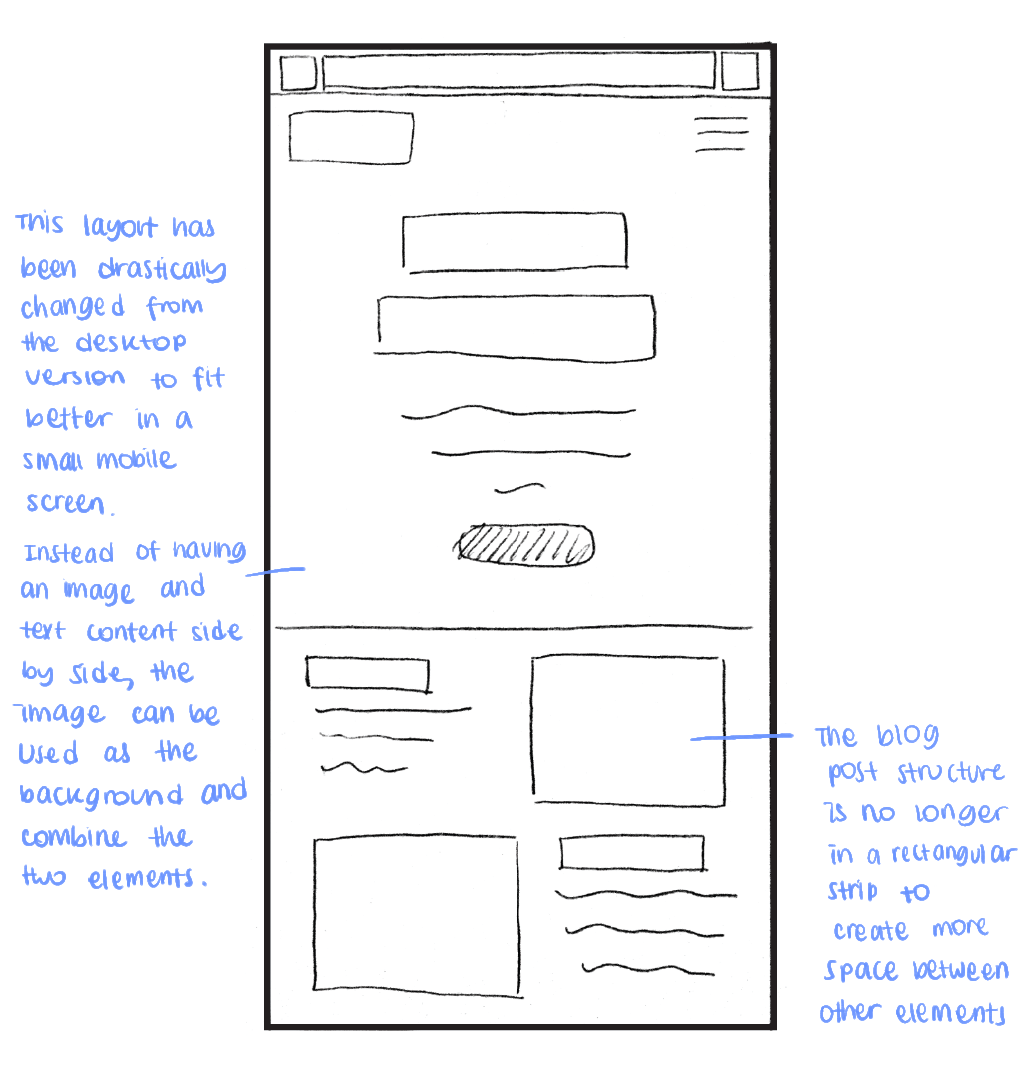 This layout has
been drastically
changed from
the desktop
version to fit
better in a
small mobile
screen.
Instead of having
an image and
text content side
by side, the
image can be
used as the
background and
combine the
two elements.
The blog
post structure
is no longer
in a rectangular
strip to
create more
space between
other elements